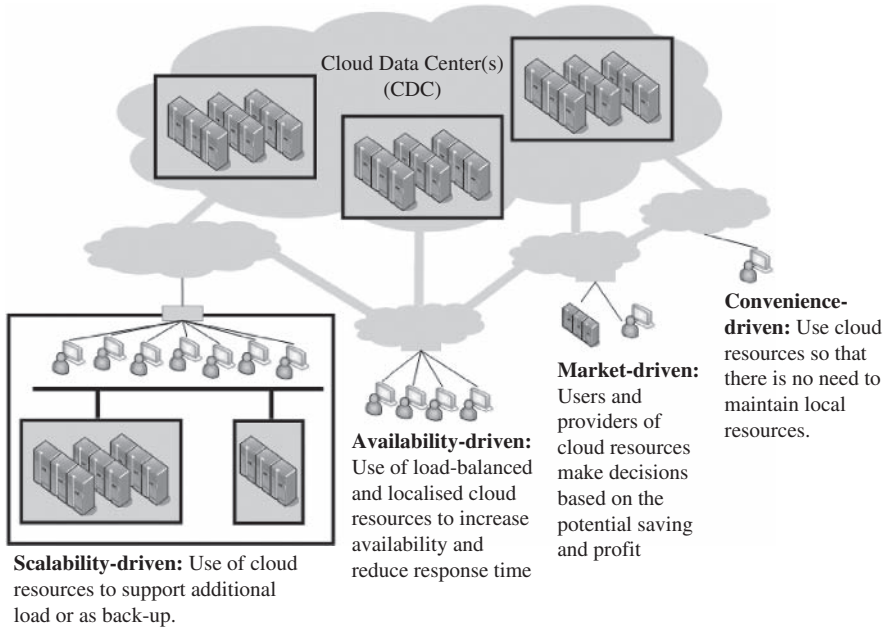 Cloud Data Center(s)
(CDC)
Convenience-
driven: Use cloud
resources so that
there is no need to
maintain local
resources.
Market-driven:
Users and
providers of
cloud resources
make decisions
based on the
potential saving
and profit
Availability-driven:
Use of load-balanced
and localised cloud
resources to increase
availability and
reduce response time
Scalability-driven: Use of cloud
resources to support additional
load or as back-up.